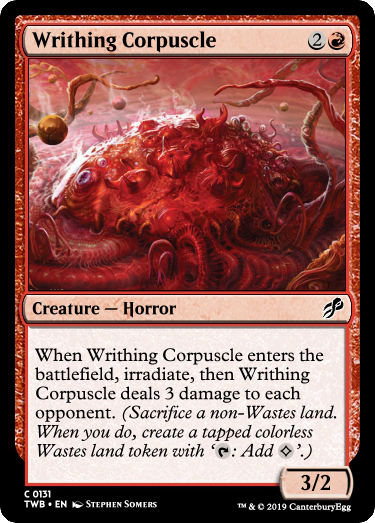 Writhing Corpuscle 2
Creature — Horror
When Writhing Corpuscle enters the
battlefield, irradiate, then Writhing
Corpuscle deals 3 damage to each
opponent. (Sacrifice a non-Wastes land.
When you do, create a tapped colorless
Wastes land token with ‘: Add ’.)
3/2
C 0131
TWB • EN STEPHEN SOMERS
™ & © 2019 CanterburyEgg